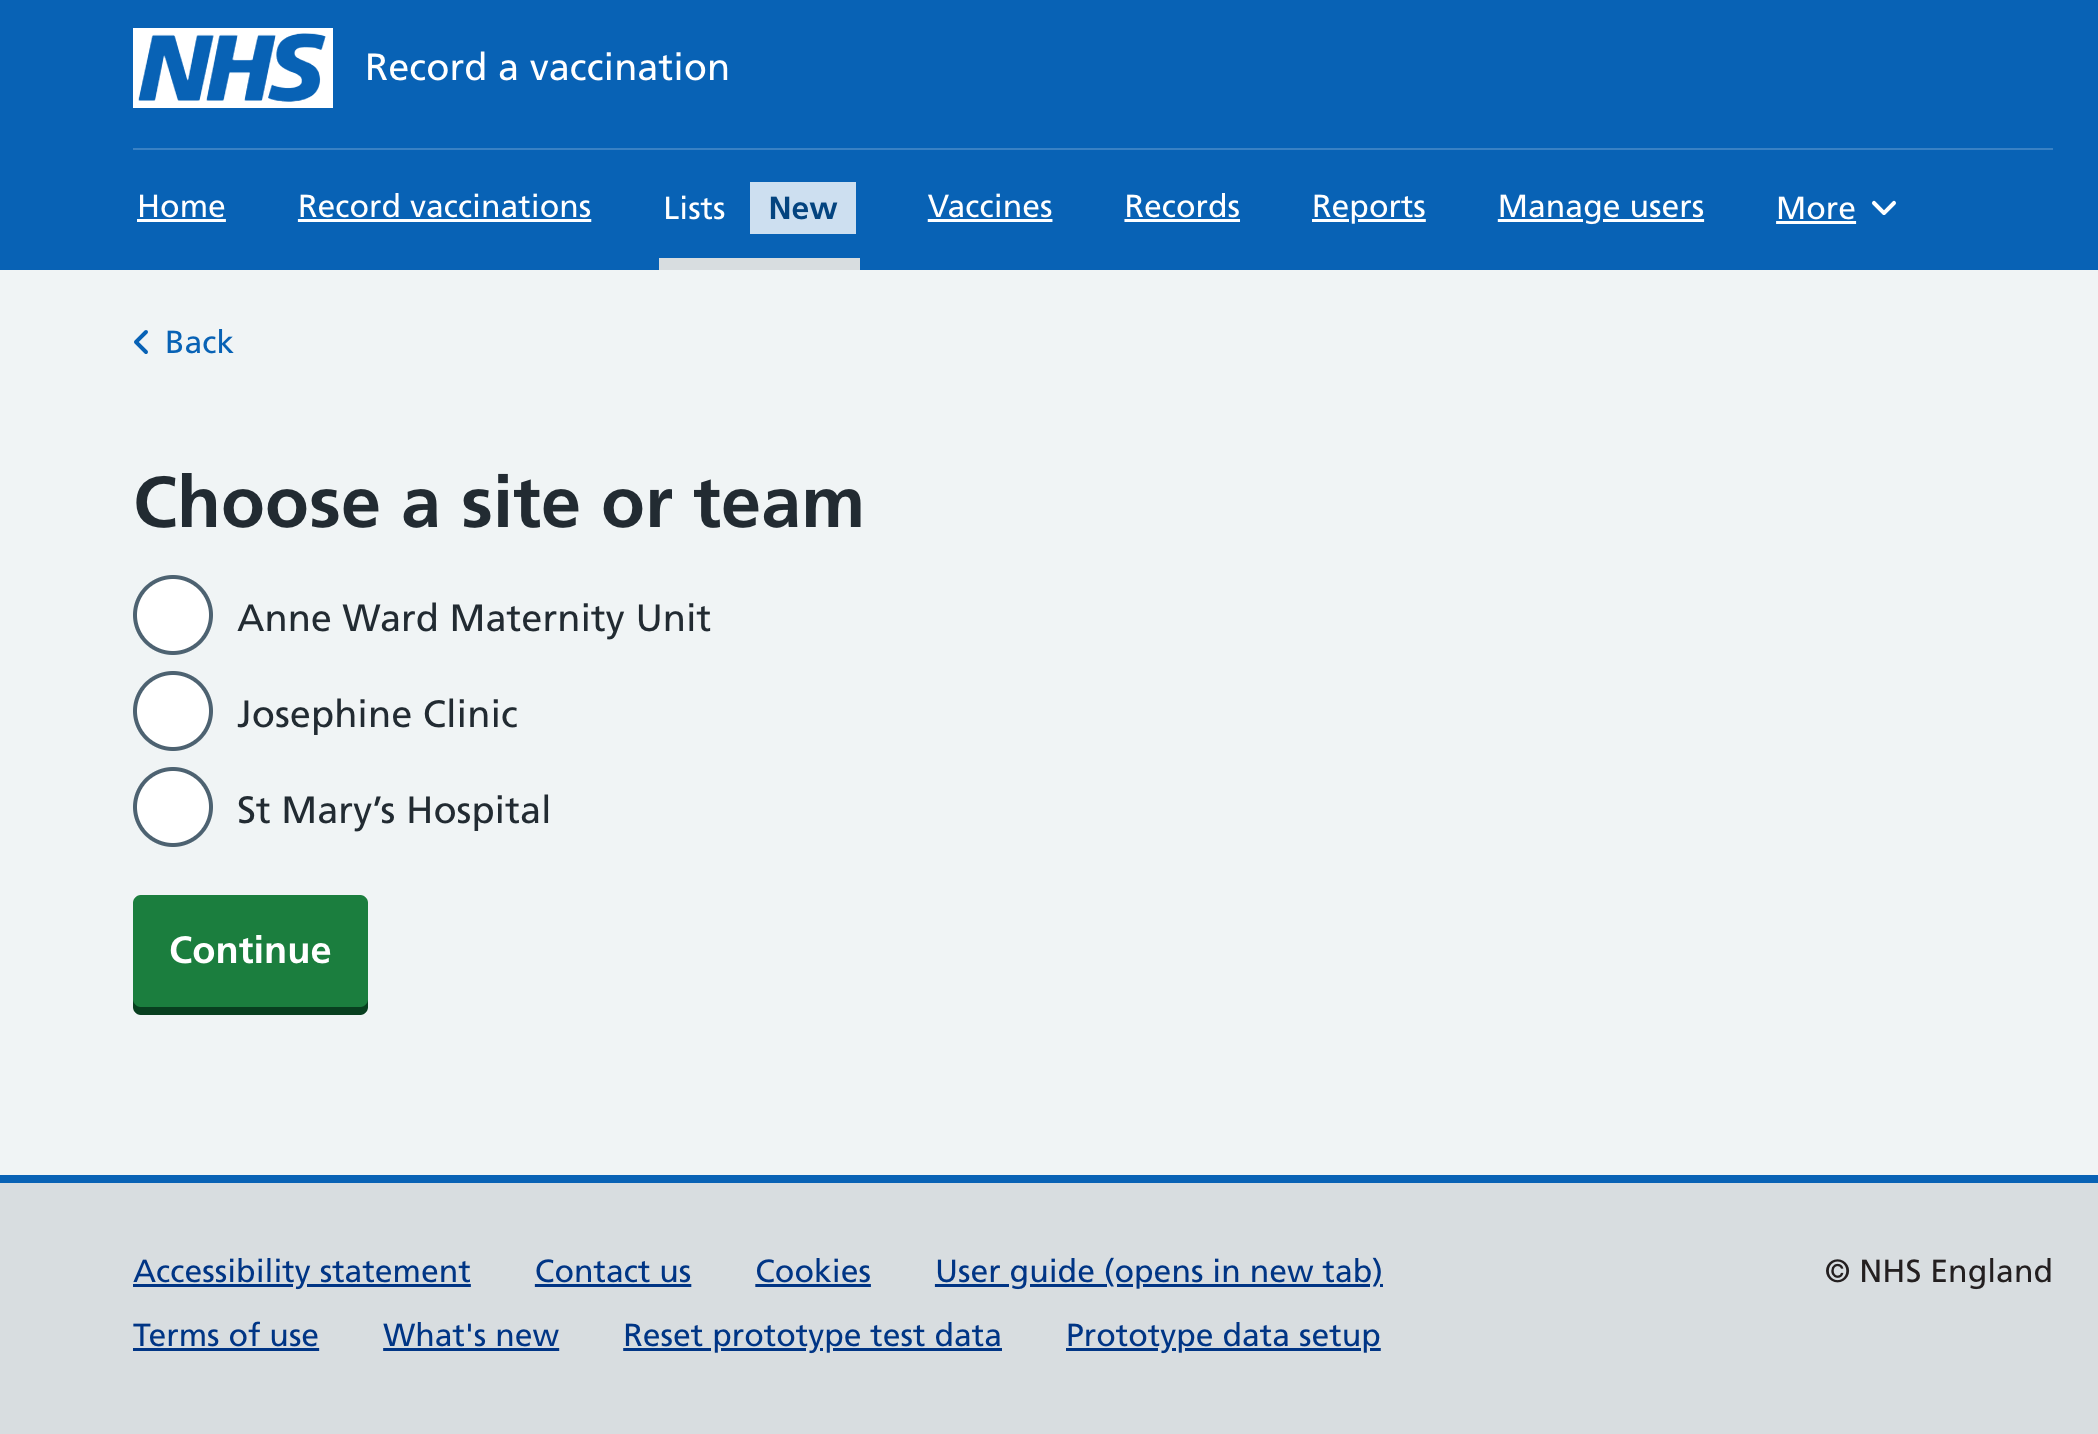 NHS Record a vaccination
Home Record vaccinations Lists New Vaccines Records Reports Manage users More
Back
Choose a site or team
Anne Ward Maternity Unit
Josephine Clinic
St Mary’s Hospital
Continue
Accessibility statement Contact us Cookies User guide (opens in new tab) © NHS England
Terms of use What's new Reset prototype test data Prototype data setup